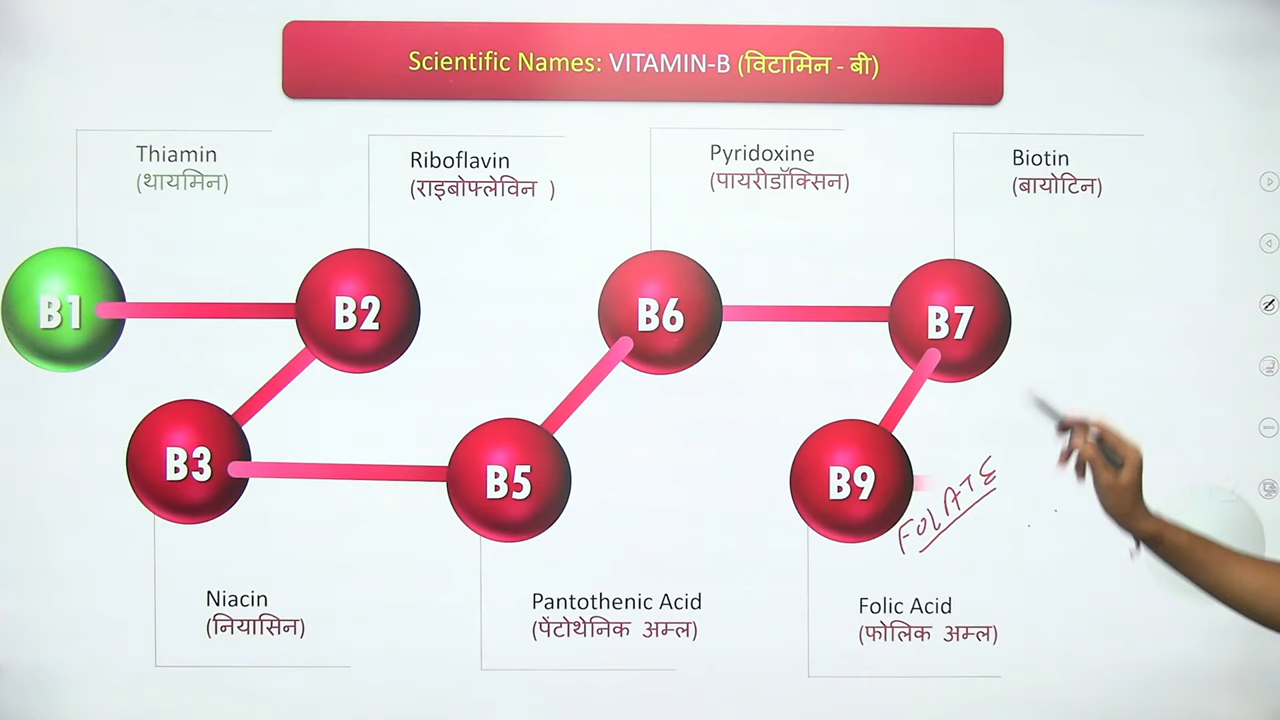 Scientific Names: VITAMIN-B (विटामिन - बी)
Thiamin
(थायमिन)
Riboflavin
(राइबोफ्लेविन )
Pyridoxine
(पायरीडॉक्सिन)
Biotin
(बायोटिन)
B1
B2
B6
B7
B3
B5
B9
FOLATE
Niacin
(नियासिन)
Pantothenic Acid
(पेंटोथेनिक अम्ल)
Folic Acid
(फोलिक अम्ल)